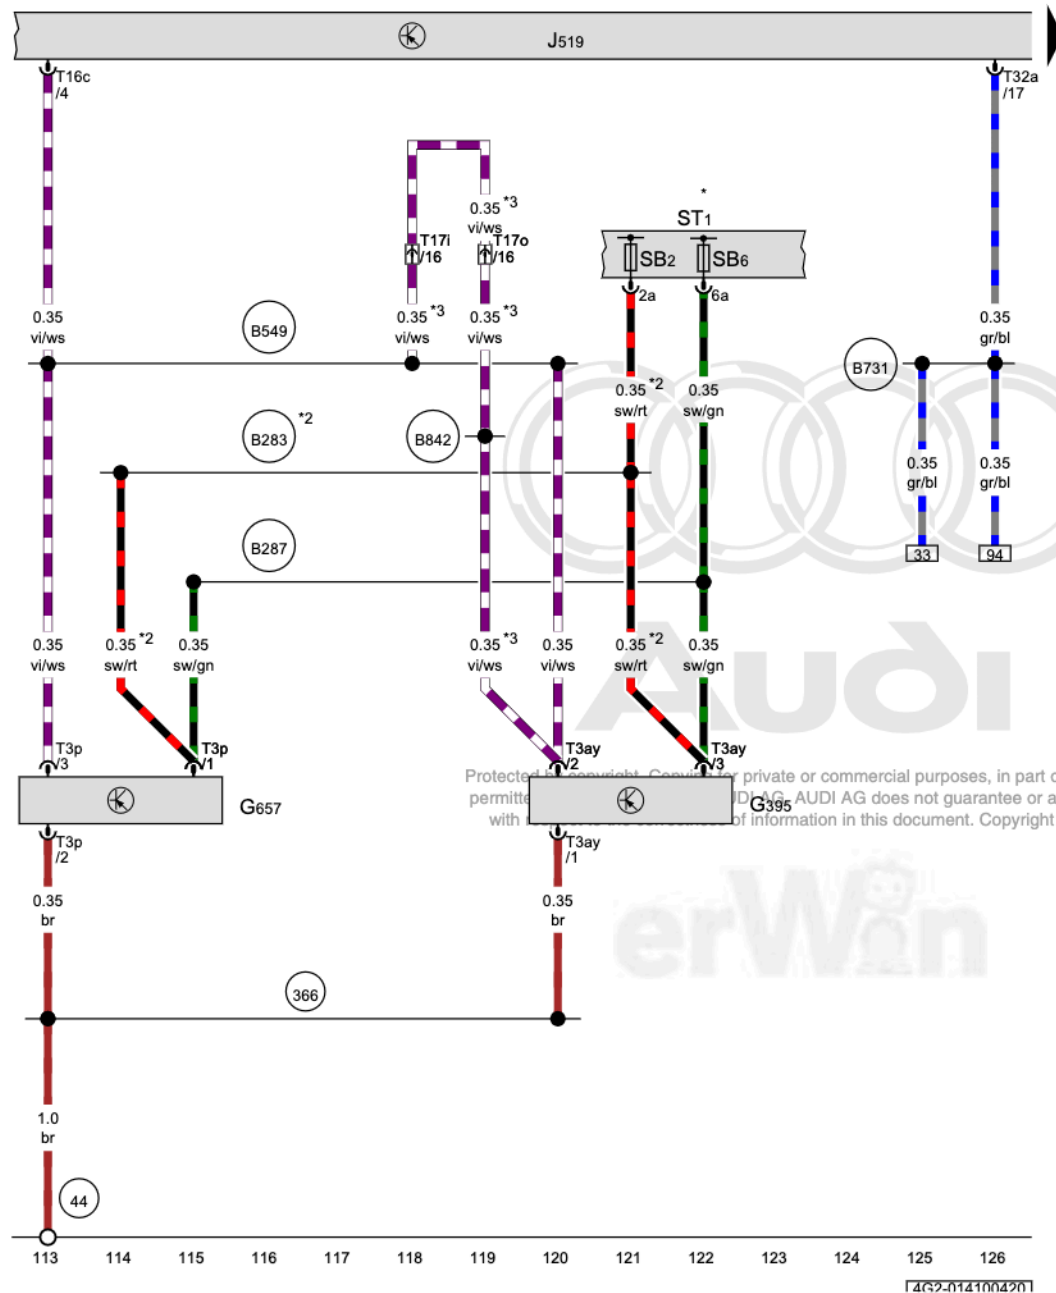 J519
T16c
/4
T32a
/17
*
0.35 *3
vi/ws
ST1
T17i
/16
T17o
/16
SB2
SB6
2a
6a
0.35
vi/ws
B549
0.35 *3
vi/ws
0.35 *3
vi/ws
0.35
gr/bl
B731
0.35 *2
sw/rt
0.35
sw/gn
B283 *2
B842
0.35
gr/bl
0.35
gr/bl
B287
33
94
0.35
vi/ws
0.35 *2
sw/rt
0.35
sw/gn
0.35 *3
vi/ws
0.35
vi/ws
0.35 *2
sw/rt
0.35
sw/gn
Audi
T3p
/3
T3p
/1
T3ay
/2
T3ay
/3
Protected by copyright. Copying for private or commercial purposes, in part o
permitte UDI AG. AUDI AG does not guarantee or a
with respect to the correctness of information in this document. Copyright
G657
G395
T3p
/2
T3ay
/1
0.35
br
0.35
br
erWin
366
1.0
br
44
113 114 115 116 117 118 119 120 121 122 123 124 125 126
4G2-014100420